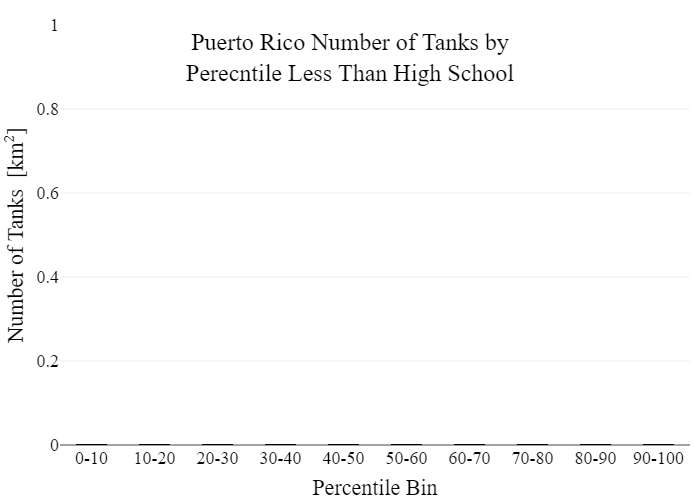 Puerto Rico Number of Tanks by
Perecntile Less Than High School
Number of Tanks [km²]
1
0.8
0.6
0.4
0.2
0
0-10 10-20 20-30 30-40 40-50 50-60 60-70 70-80 80-90 90-100
Percentile Bin